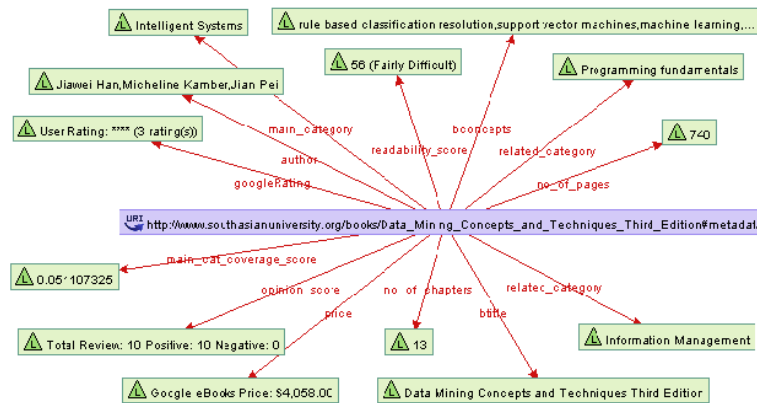 Intelligent Systems
rule based classification resolution,support vector machines,machine learning,...
56 (Fairly Difficult)
Programming fundamentals
Jiawei Han,Micheline Kamber,Jian Pei
User Rating: **** (3 rating(s))
740
main_category
bconcepts
author
readability_score
related_category
googleRating
no_of_pages
URI
http://www.southasianuniversity.org/books/Data_Mining_Concepts_and_Techniques_Third_Edition#metadata/
main_cat_coverage_score
0.05107325
opinion_score
no_of_chapters
related_category
price
btitle
Total Review: 10 Positive: 10 Negative: 0
13
Information Management
Google eBooks Price: $4,058.00
Data Mining Concepts and Techniques Third Edition